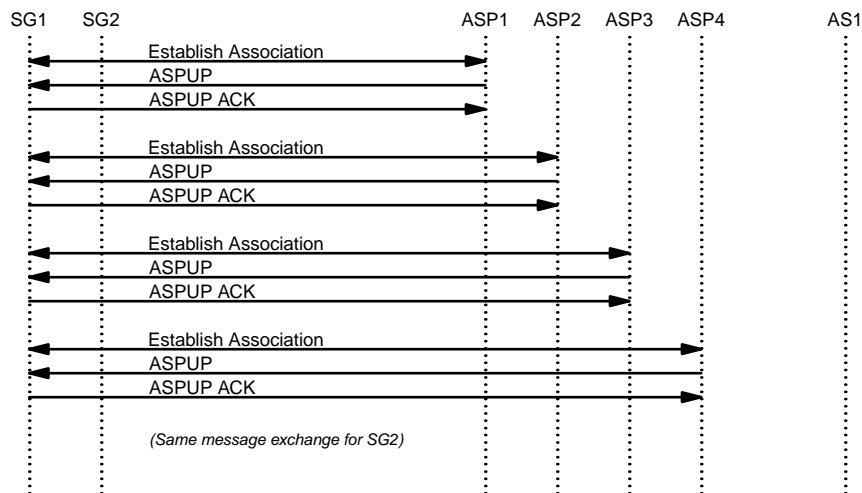 SG1 SG2 ASP1 ASP2 ASP3 ASP4 AS1
Establish Association
ASPUP
ASPUP ACK
Establish Association
ASPUP
ASPUP ACK
Establish Association
ASPUP
ASPUP ACK
Establish Association
ASPUP
ASPUP ACK
(Same message exchange for SG2)